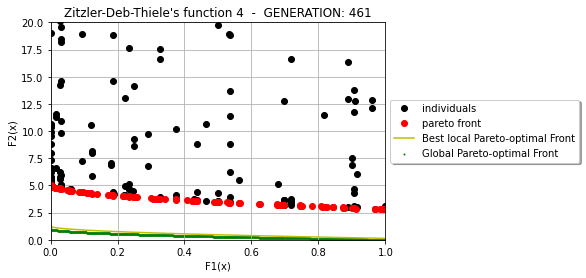 Zitzler-Deb-Thiele's function 4 - GENERATION: 461
20.0
17.5
15.0
12.5
10.0
7.5
5.0
2.5
0.0
F2(x)
0.0 0.2 0.4 0.6 0.8 1.0
F1(x)
individuals
pareto front
Best local Pareto-optimal Front
Global Pareto-optimal Front